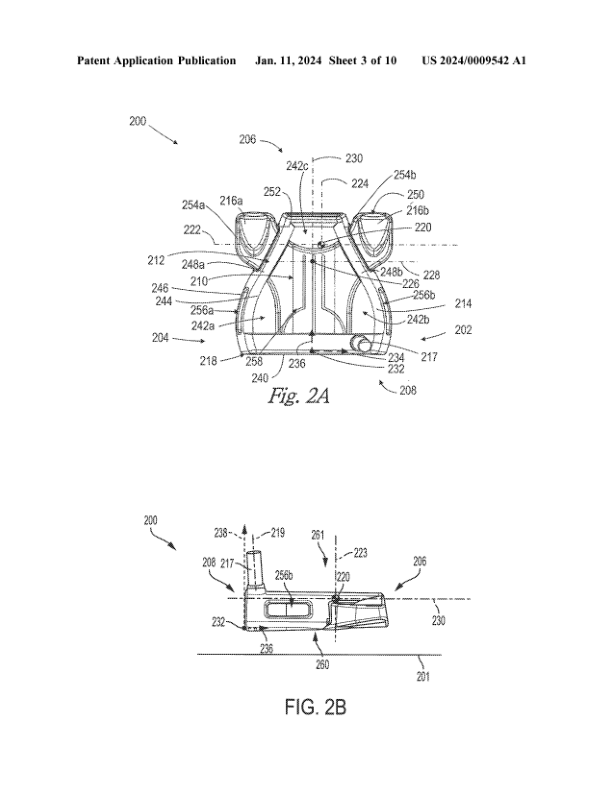 Patent Application Publication Jan. 11, 2024 Sheet 3 of 10 US 2024/0009542 A1
200
206
230
242c
224
254b
252
250
216a
216b
254a
222
220
212
248a
248b
228
210
226
246
244
256b
214
256a
242a
242b
202
204
217
218
258
236
234
232
240
208
Fig. 2A
200
238
219
261
223
208
217
256b
220
206
230
232
236
260
201
FIG. 2B